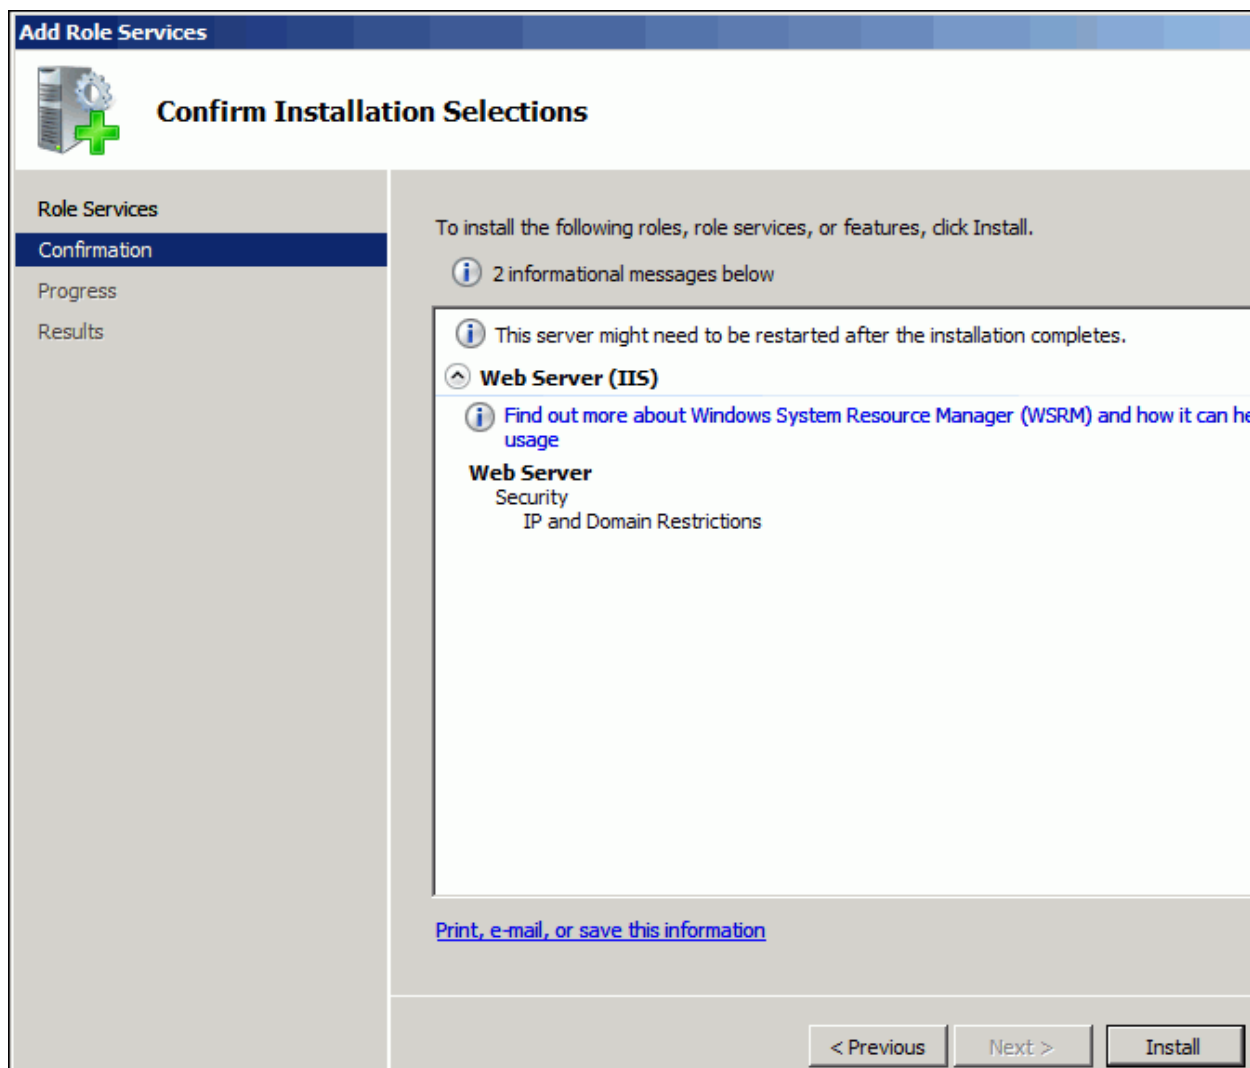 Add Role Services
Confirm Installation Selections
Role Services
Confirmation
Progress
Results
To install the following roles, role services, or features, click Install.
2 informational messages below
This server might need to be restarted after the installation completes.
Web Server (IIS)
Find out more about Windows System Resource Manager (WSRM) and how it can he
usage
Web Server
Security
IP and Domain Restrictions
Print, e-mail, or save this information
< Previous
Next >
Install